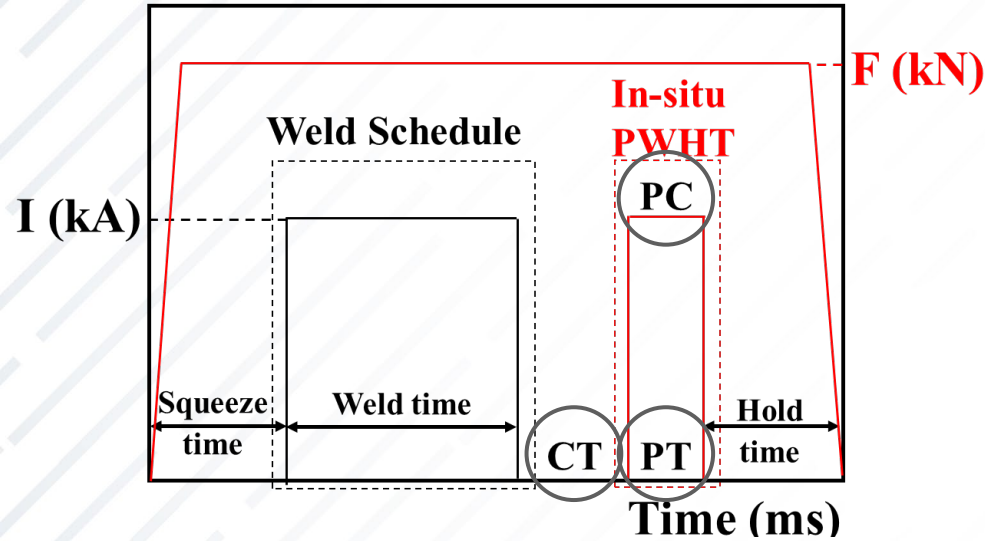 F (kN)
In-situ
PWHT
Weld Schedule
PC
I (kA)
Squeeze
time
Weld time
CT
PT
Hold
time
Time (ms)